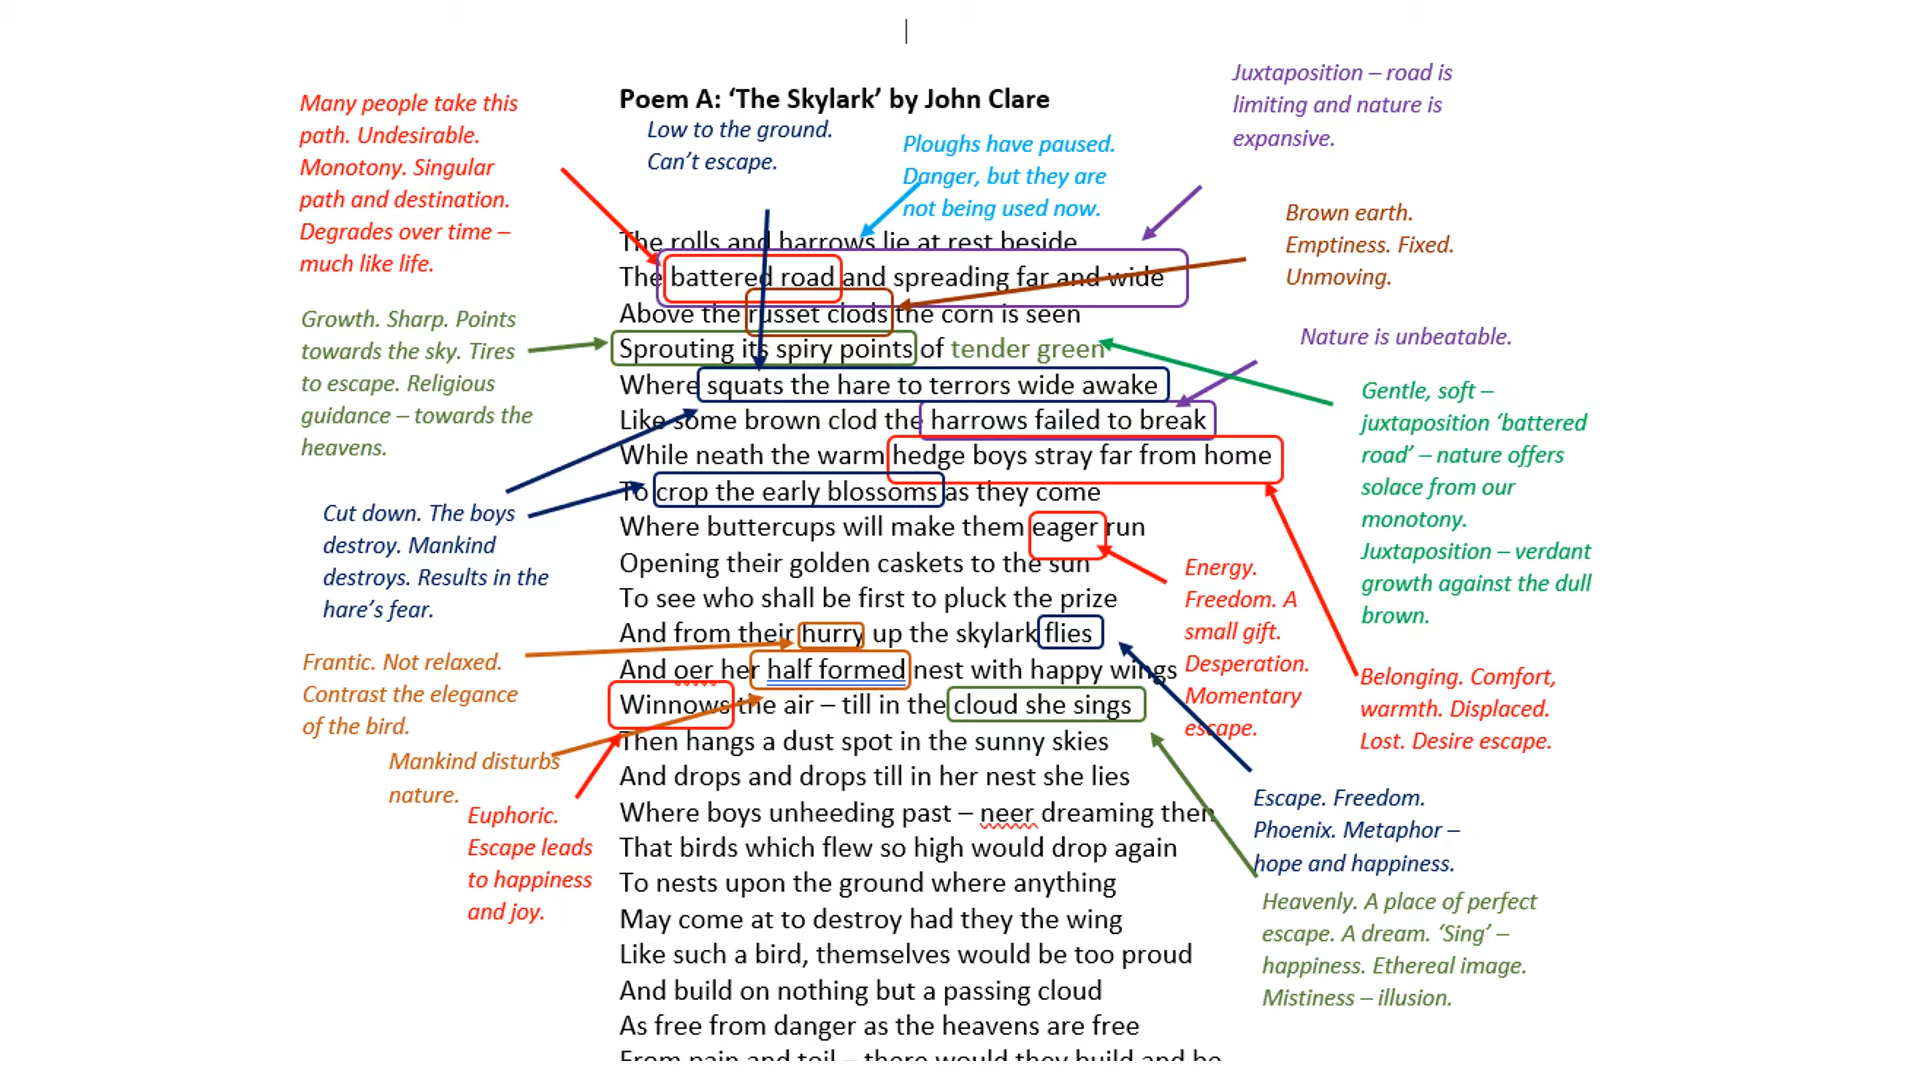 Poem A: ‘The Skylark’ by John Clare
Many people take this
path. Undesirable.
Monotony. Singular
path and destination.
Degrades over time –
much like life.
Low to the ground.
Can’t escape.
Ploughs have paused.
Danger, but they are
not being used now.
Juxtaposition – road is
limiting and nature is
expansive.
Brown earth.
Emptiness. Fixed.
Unmoving.
Growth. Sharp. Points
towards the sky. Tires
to escape. Religious
guidance – towards the
heavens.
Nature is unbeatable.
Gentle, soft –
juxtaposition ‘battered
road’ – nature offers
solace from our
monotony.
Juxtaposition – verdant
growth against the dull
brown.
Cut down. The boys
destroy. Mankind
destroys. Results in the
hare’s fear.
The rolls and harrows lie at rest beside
The battered road and spreading far and wide
Above the russet clods the corn is seen
Sprouting its spiry points of tender green
Where squats the hare to terrors wide awake
Like some brown clod the harrows failed to break
While neath the warm hedge boys stray far from home
To crop the early blossoms as they come
Where buttercups will make them eager run
Opening their golden caskets to the sun
To see who shall be first to pluck the prize
And from their hurry up the skylark flies
And oer her half formed nest with happy wings
Winnows the air – till in the cloud she sings
Then hangs a dust spot in the sunny skies
And drops and drops till in her nest she lies
Where boys unheeding past – neer dreaming then
That birds which flew so high would drop again
To nests upon the ground where anything
May come at to destroy had they the wing
Like such a bird, themselves would be too proud
And build on nothing but a passing cloud
As free from danger as the heavens are free
From pain and toil – there would they build and be
Energy.
Freedom. A
small gift.
Desperation.
Momentary
escape.
Belonging. Comfort,
warmth. Displaced.
Lost. Desire escape.
Frantic. Not relaxed.
Contrast the elegance
of the bird.
Mankind disturbs
nature.
Euphoric.
Escape leads
to happiness
and joy.
Escape. Freedom.
Phoenix. Metaphor –
hope and happiness.
Heavenly. A place of perfect
escape. A dream. ‘Sing’ –
happiness. Ethereal image.
Mistiness – illusion.